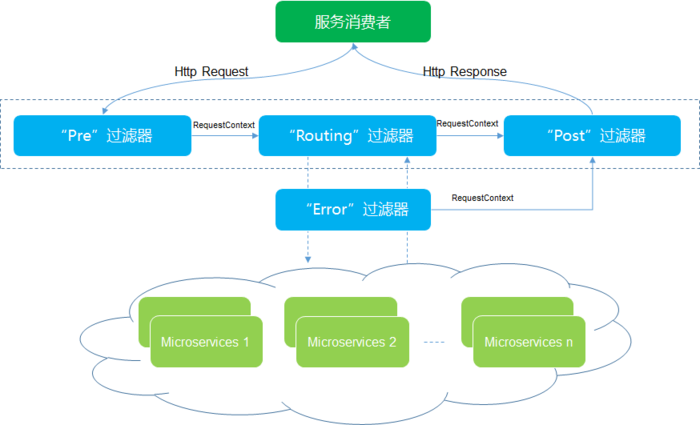 服务消费者
Http Request
Http Response
“Pre”过滤器
RequestContext
“Routing”过滤器
RequestContext
“Post”过滤器
“Error”过滤器
RequestContext
Microservices 1
Microservices 2
Microservices n